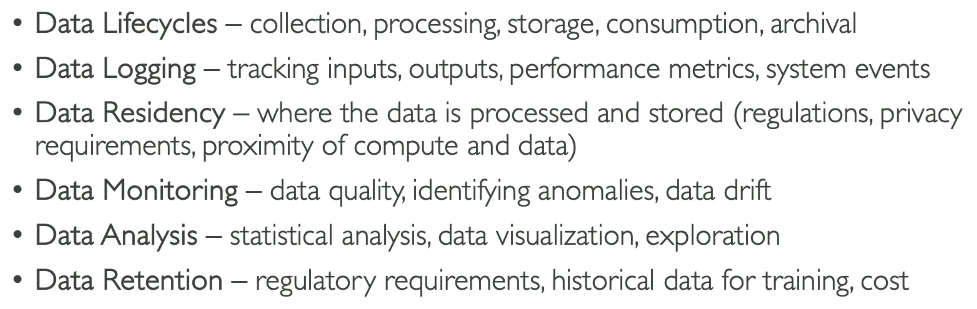 • Data Lifecycles – collection, processing, storage, consumption, archival
• Data Logging – tracking inputs, outputs, performance metrics, system events
• Data Residency – where the data is processed and stored (regulations, privacy
requirements, proximity of compute and data)
• Data Monitoring – data quality, identifying anomalies, data drift
• Data Analysis – statistical analysis, data visualization, exploration
• Data Retention – regulatory requirements, historical data for training, cost